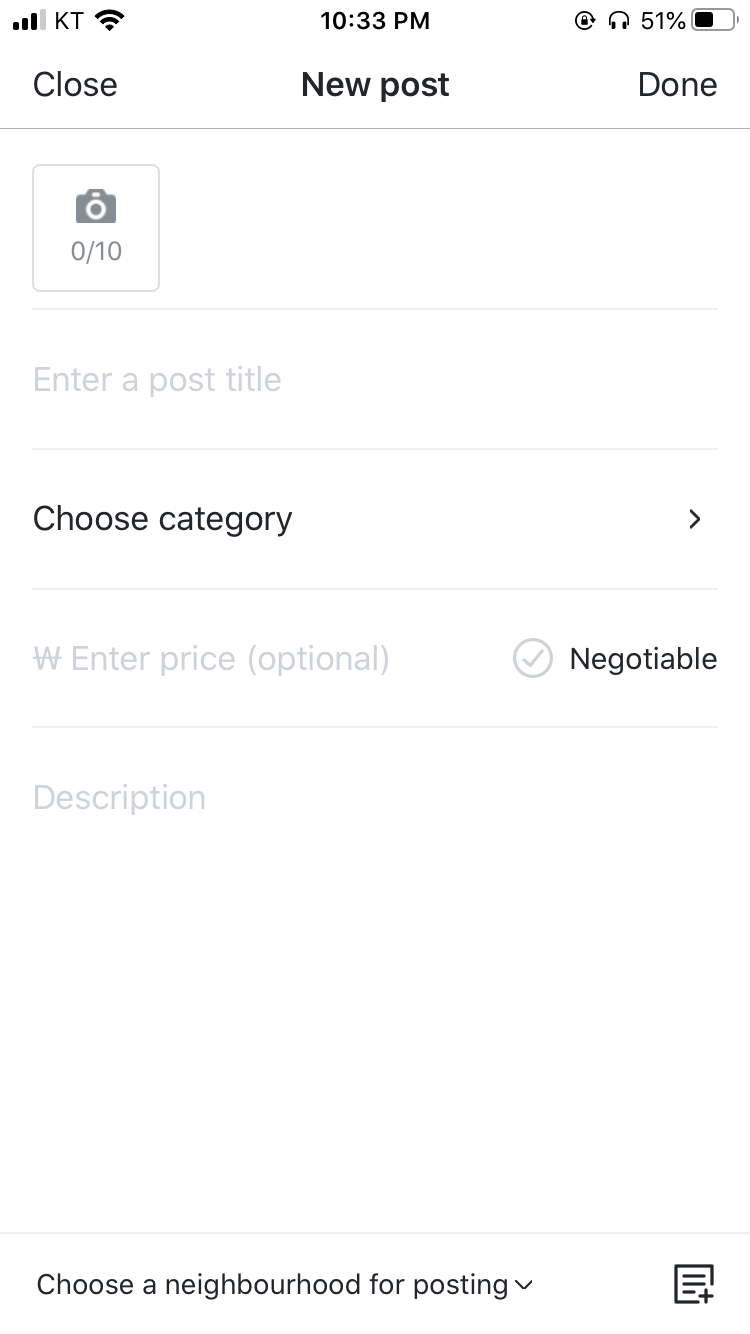 KT 10:33 PM 51%
Close New post Done
0/10
Enter a post title
Choose category
₩ Enter price (optional) Negotiable
Description
Choose a neighbourhood for posting